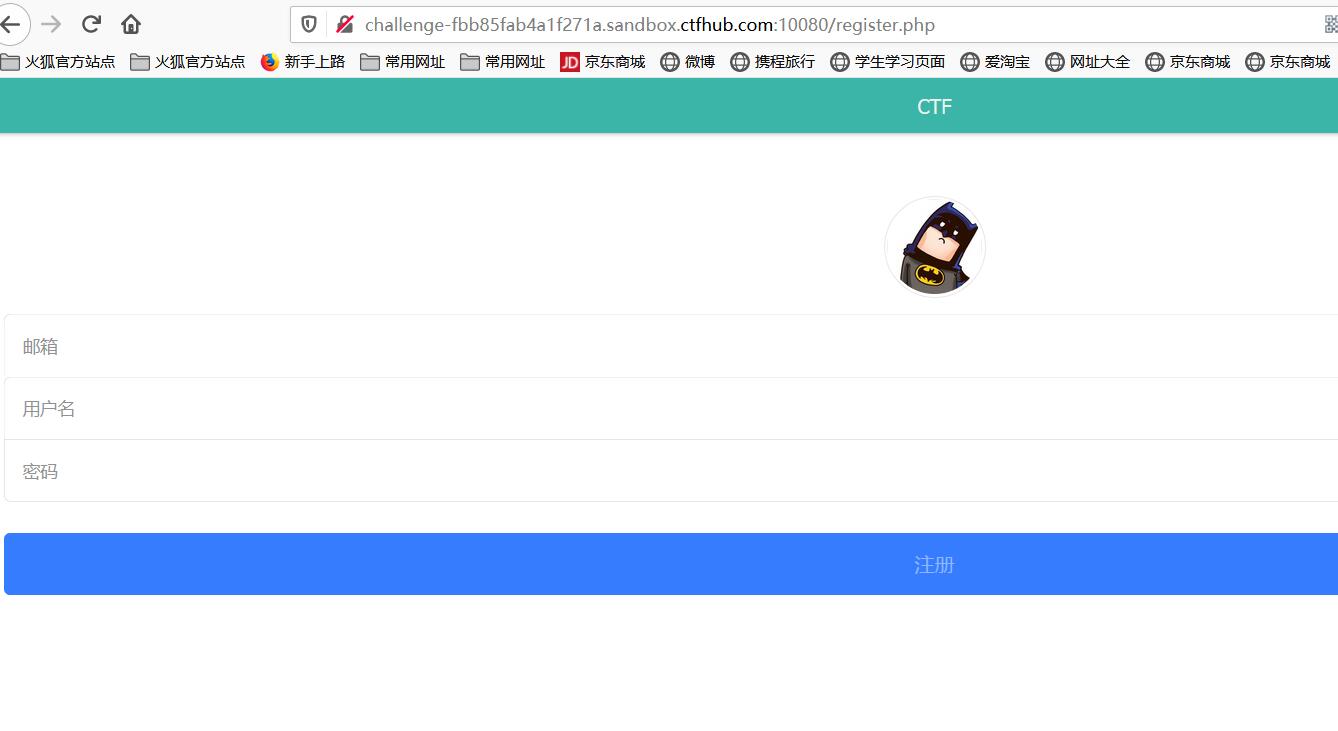 challenge-fbb85fab4a1f271a.sandbox.ctfhub.com:10080/register.php
火狐官方站点 火狐官方站点 新手上路 常用网址 常用网址 JD 京东商城 微博 携程旅行 学生学习页面 爱淘宝 网址大全 京东商城 京东商城
CTF
邮箱
用户名
密码
注册